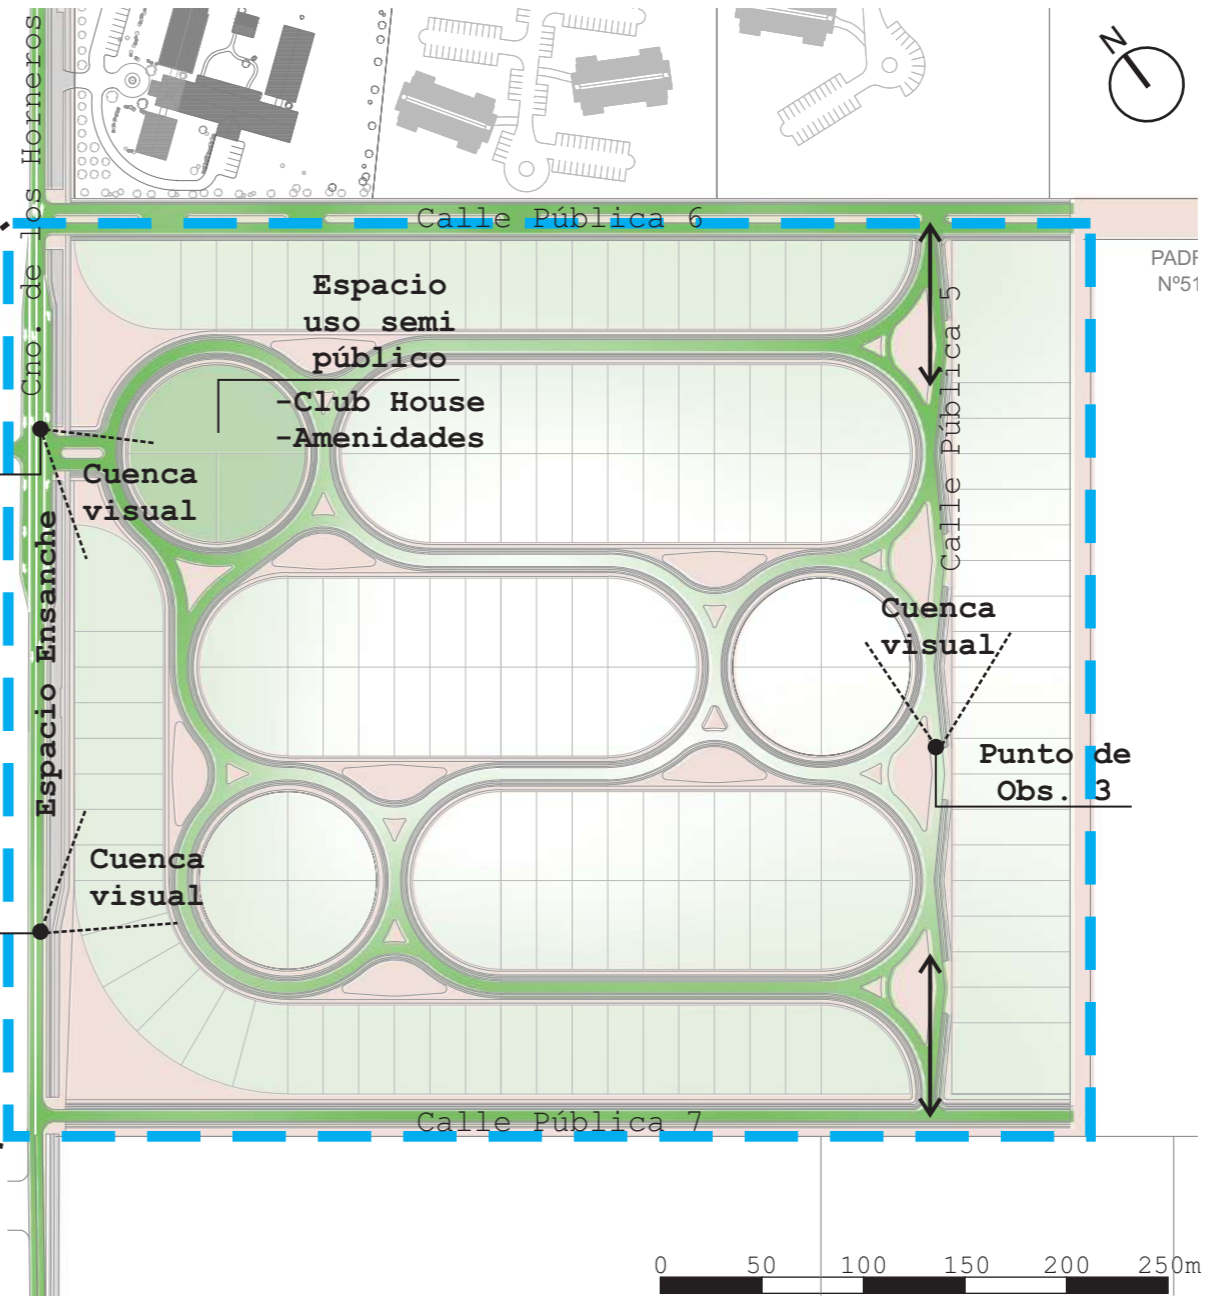 N
Cno. de los Horneros
Calle Pública 6
PADR
Nº51
Espacio
uso semi
público
-Club House
-Amenidades
Calle Pública 5
Cuenca
visual
Espacio Ensanche
Cuenca
visual
Punto de
Obs. 3
Cuenca
visual
Calle Pública 7
0 50 100 150 200 250m